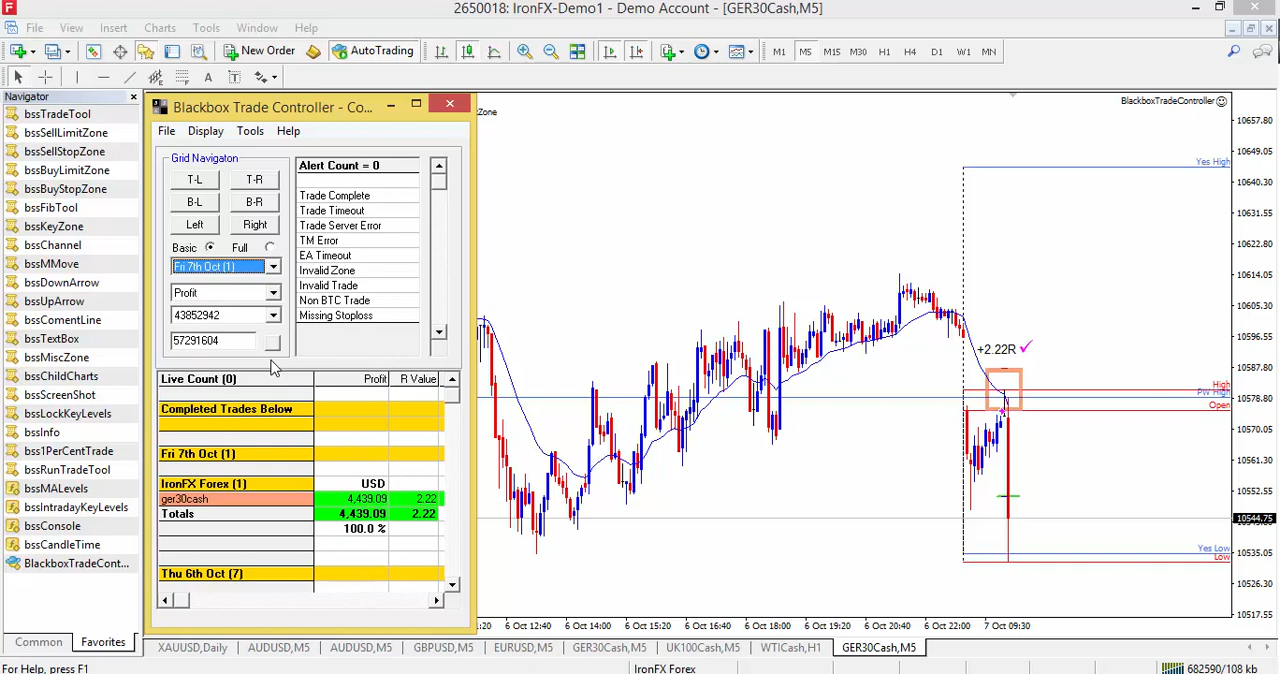 2650018: IronFX-Demo1 - Demo Account - [GER30Cash,M5]
File View Insert Charts Tools Window Help
New Order AutoTrading M1 M5 M15 M30 H1 H4 D1 W1 MN
A T
Navigator
bssTradeTool
bssSellLimitZone
bssSellStopZone
bssBuyLimitZone
bssBuyStopZone
bssFibTool
bssKeyZone
bssChannel
bssMMove
bssDownArrow
bssUpArrow
bssComentLine
bssTextBox
bssMiscZone
bssChildCharts
bssScreenShot
bssLockKeyLevels
bssInfo
bss1PerCentTrade
bssRunTradeTool
bssMALevels
bssIntradayKeyLevels
bssConsole
bssCandleTime
BlackboxTradeCont...
Common Favorites
Blackbox Trade Controller - Co...
File Display Tools Help
Grid Navigaton
T-L T-R
B-L B-R
Left Right
Basic Full
Fri 7th Oct (1)
Profit
43852942
57291604
Alert Count = 0
Trade Complete
Trade Timeout
Trade Server Error
TM Error
EA Timeout
Invalid Zone
Invalid Trade
Non BTC Trade
Missing Stoploss
Live Count (0) Profit R Value
Completed Trades Below
Fri 7th Oct (1)
IronFX Forex (1) USD
ger30cash 4,439.09 2.22
Totals 4,439.09 2.22
100.0 %
Thu 6th Oct (7)
Zone
BlackboxTradeController
Yes High
+2.22R
High
PW High
Open
Yes Low
Low
10657.80
10649.05
10640.30
10631.55
10622.80
10614.05
10605.30
10596.55
10587.80
10578.80
10570.05
10561.30
10552.55
10544.75
10535.05
10526.30
10517.55
6 Oct 12:40 6 Oct 14:00 6 Oct 15:20 6 Oct 16:40 6 Oct 18:00 6 Oct 19:20 6 Oct 20:40 6 Oct 22:00 7 Oct 09:30
XAUUSD,Daily AUDUSD,M5 AUDUSD,M5 GBPUSD,M5 EURUSD,M5 GER30Cash,M5 UK100Cash,M5 WTICash,H1 GER30Cash,M5
For Help, press F1 IronFX Forex 682590/108 kb